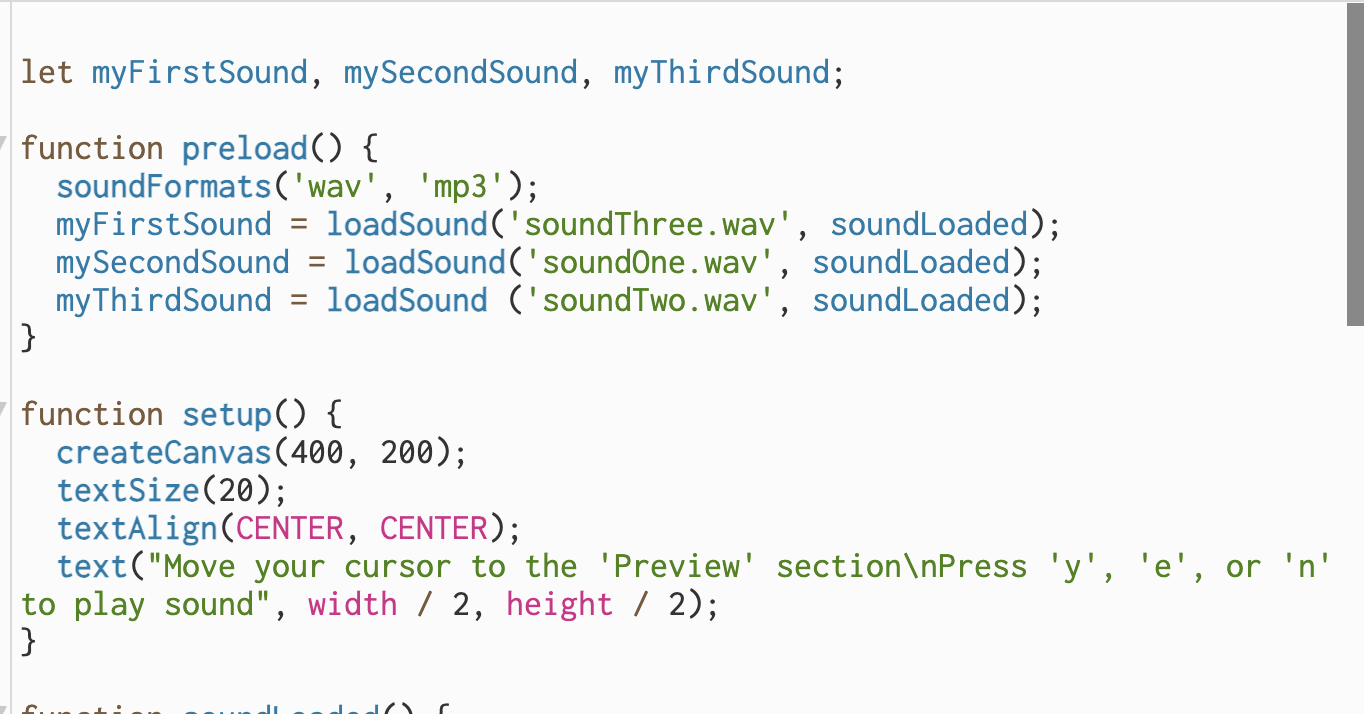 let myFirstSound, mySecondSound, myThirdSound;
function preload() {
  soundFormats('wav', 'mp3');
  myFirstSound = loadSound('soundThree.wav', soundLoaded);
  mySecondSound = loadSound('soundOne.wav', soundLoaded);
  myThirdSound = loadSound ('soundTwo.wav', soundLoaded);
}
function setup() {
  createCanvas(400, 200);
  textSize(20);
  textAlign(CENTER, CENTER);
  text("Move your cursor to the 'Preview' section\nPress 'y', 'e', or 'n'
to play sound", width / 2, height / 2);
}
function soundLoaded() {